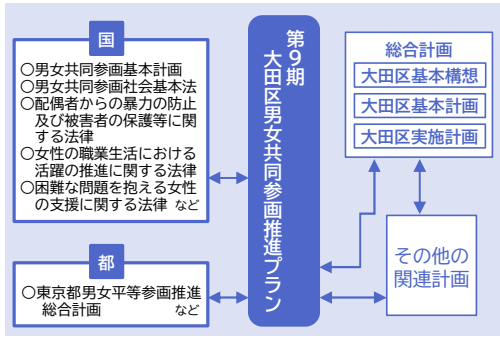 国
○男女共同参画基本計画
○男女共同参画社会基本法
○配偶者からの暴力の防止
及び被害者の保護等に関
する法律
○女性の職業生活における
活躍の推進に関する法律
○困難な問題を抱える女性
の支援に関する法律 など
都
○東京都男女平等参画推進
総合計画 など
第9期
大田区男女共同参画推進プラン
総合計画
大田区基本構想
大田区基本計画
大田区実施計画
その他の
関連計画